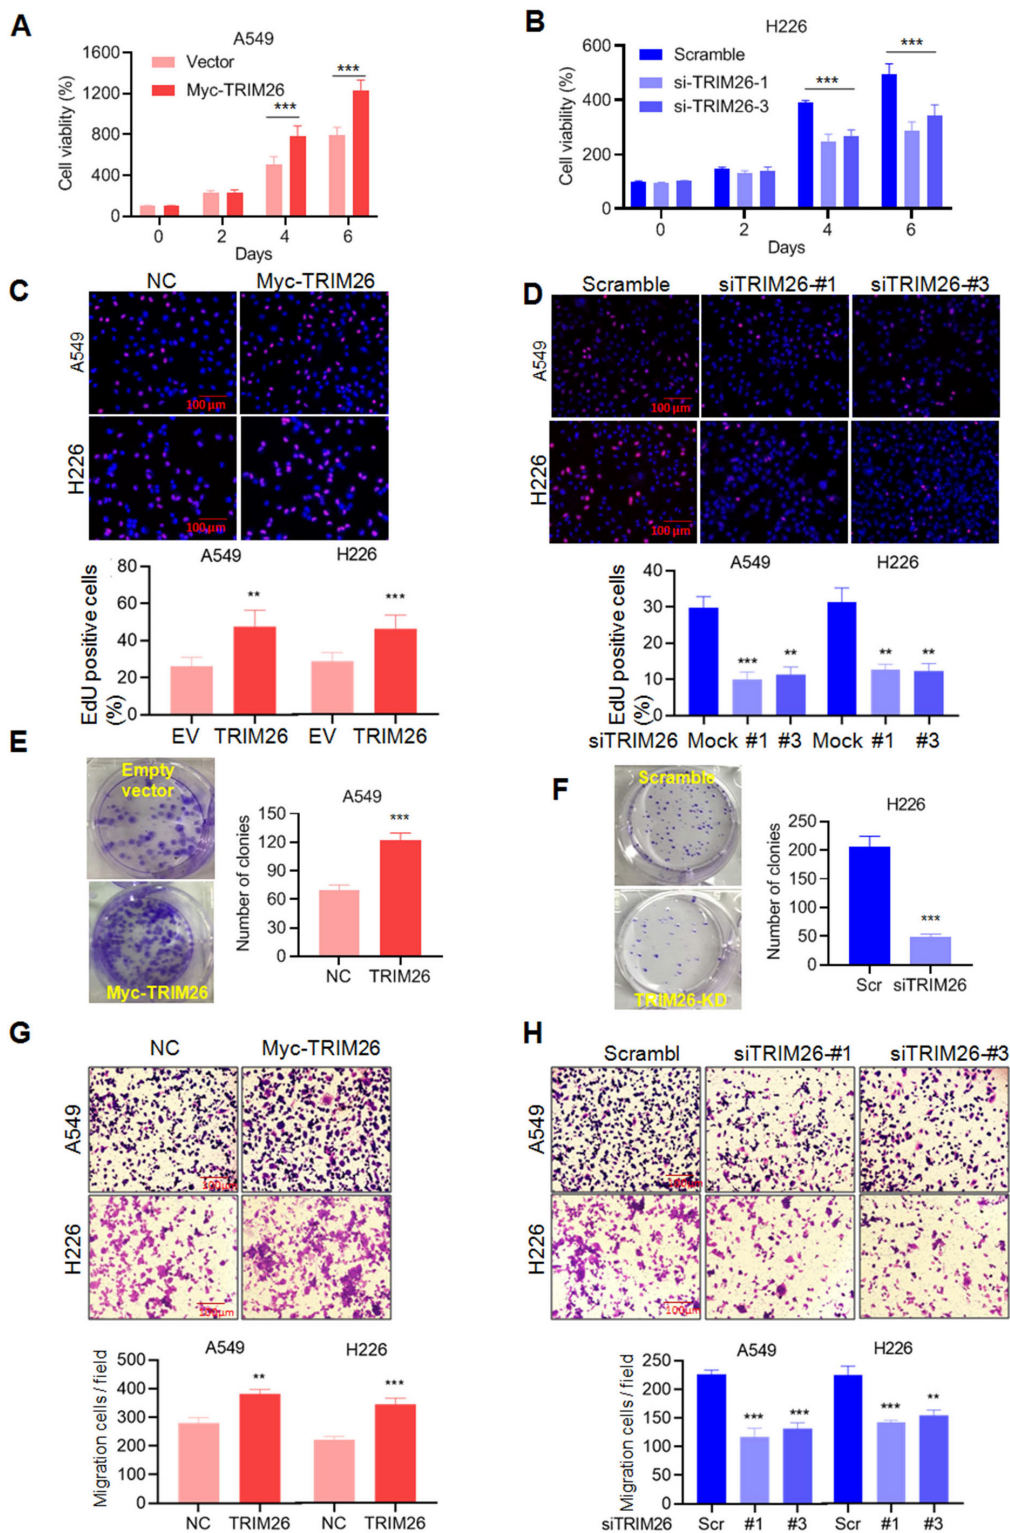 A
A549
Vector
Myc-TRIM26
Cell viablity (%)
1600
1200
800
400
0
***
***
0 2 4 6
Days
B
H226
Scramble
si-TRIM26-1
si-TRIM26-3
Cell viability (%)
600
400
200
0
***
***
0 2 4 6
Days
C
NC Myc-TRIM26
A549
100 μm
H226
100 μm
A549 H226
EdU positive cells
(%)
80
60
40
20
0
** ***
EV TRIM26 EV TRIM26
D
Scramble siTRIM26-#1 siTRIM26-#3
A549
100 μm
H226
100 μm
A549 H226
EdU positive cells
(%)
40
30
20
10
0
*** ** ** **
siTRIM26 Mock #1 #3 Mock #1 #3
E
Empty
vector
Myc-TRIM26
A549
Number of clonies
150
120
90
60
30
0
***
NC TRIM26
F
Scramble
TRIM26-KD
H226
Number of clonies
250
200
150
100
50
0
***
Scr siTRIM26
G
NC Myc-TRIM26
A549
100μm
H226
100μm
A549 H226
Migration cells / field
500
400
300
200
100
0
** ***
NC TRIM26 NC TRIM26
H
Scrambl siTRIM26-#1 siTRIM26-#3
A549
100μm
H226
100μm
A549 H226
Migration cells / field
250
200
150
100
50
0
*** *** *** **
siTRIM26 Scr #1 #3 Scr #1 #3